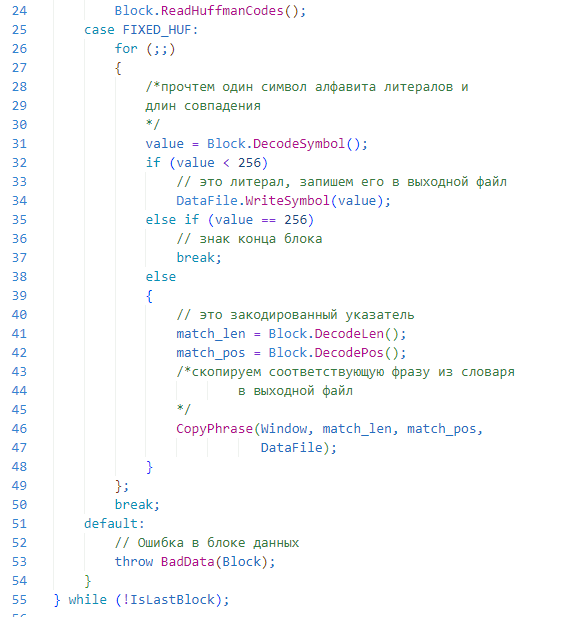 24 Block.ReadHuffmanCodes();
25 case FIXED_HUF:
26 for (;;)
27 {
28 /*прочтем один символ алфавита литералов и
29 длин совпадения
30 */
31 value = Block.DecodeSymbol();
32 if (value < 256)
33 // это литерал, запишем его в выходной файл
34 DataFile.WriteSymbol(value);
35 else if (value == 256)
36 // знак конца блока
37 break;
38 else
39 {
40 // это закодированный указатель
41 match_len = Block.DecodeLen();
42 match_pos = Block.DecodePos();
43 /*скопируем соответствующую фразу из словаря
44 в выходной файл
45 */
46 CopyPhrase(Window, match_len, match_pos,
47 DataFile);
48 }
49 };
50 break;
51 default:
52 // Ошибка в блоке данных
53 throw BadData(Block);
54 }
55 } while (!IsLastBlock);